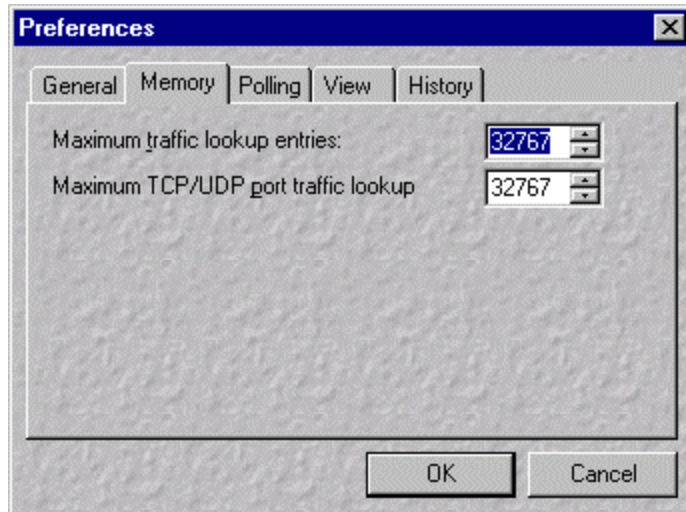 Preferences
General Memory Polling View History
Maximum traffic lookup entries: 32767
Maximum TCP/UDP port traffic lookup 32767
OK Cancel